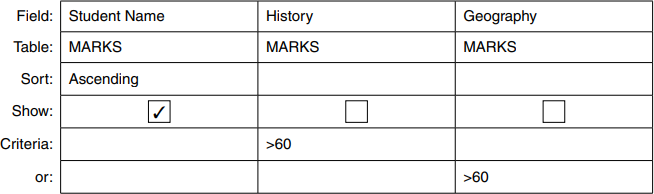 Field: Student Name History Geography
Table: MARKS MARKS MARKS
Sort: Ascending
Show: ✓
Criteria: >60
or: >60